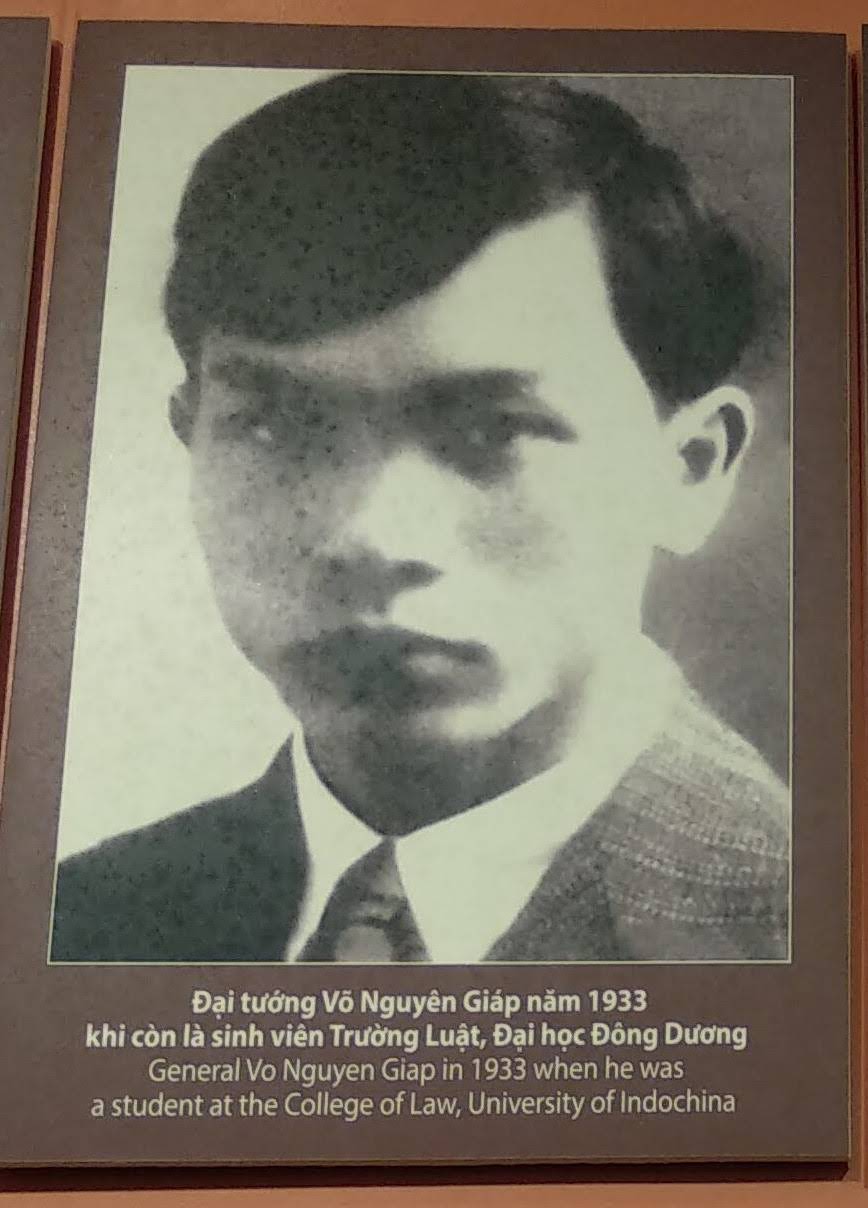 Đại tướng Võ Nguyên Giáp năm 1933
khi còn là sinh viên Trường Luật, Đại học Đông Dương
General Vo Nguyen Giap in 1933 when he was
a student at the College of Law, University of Indochina